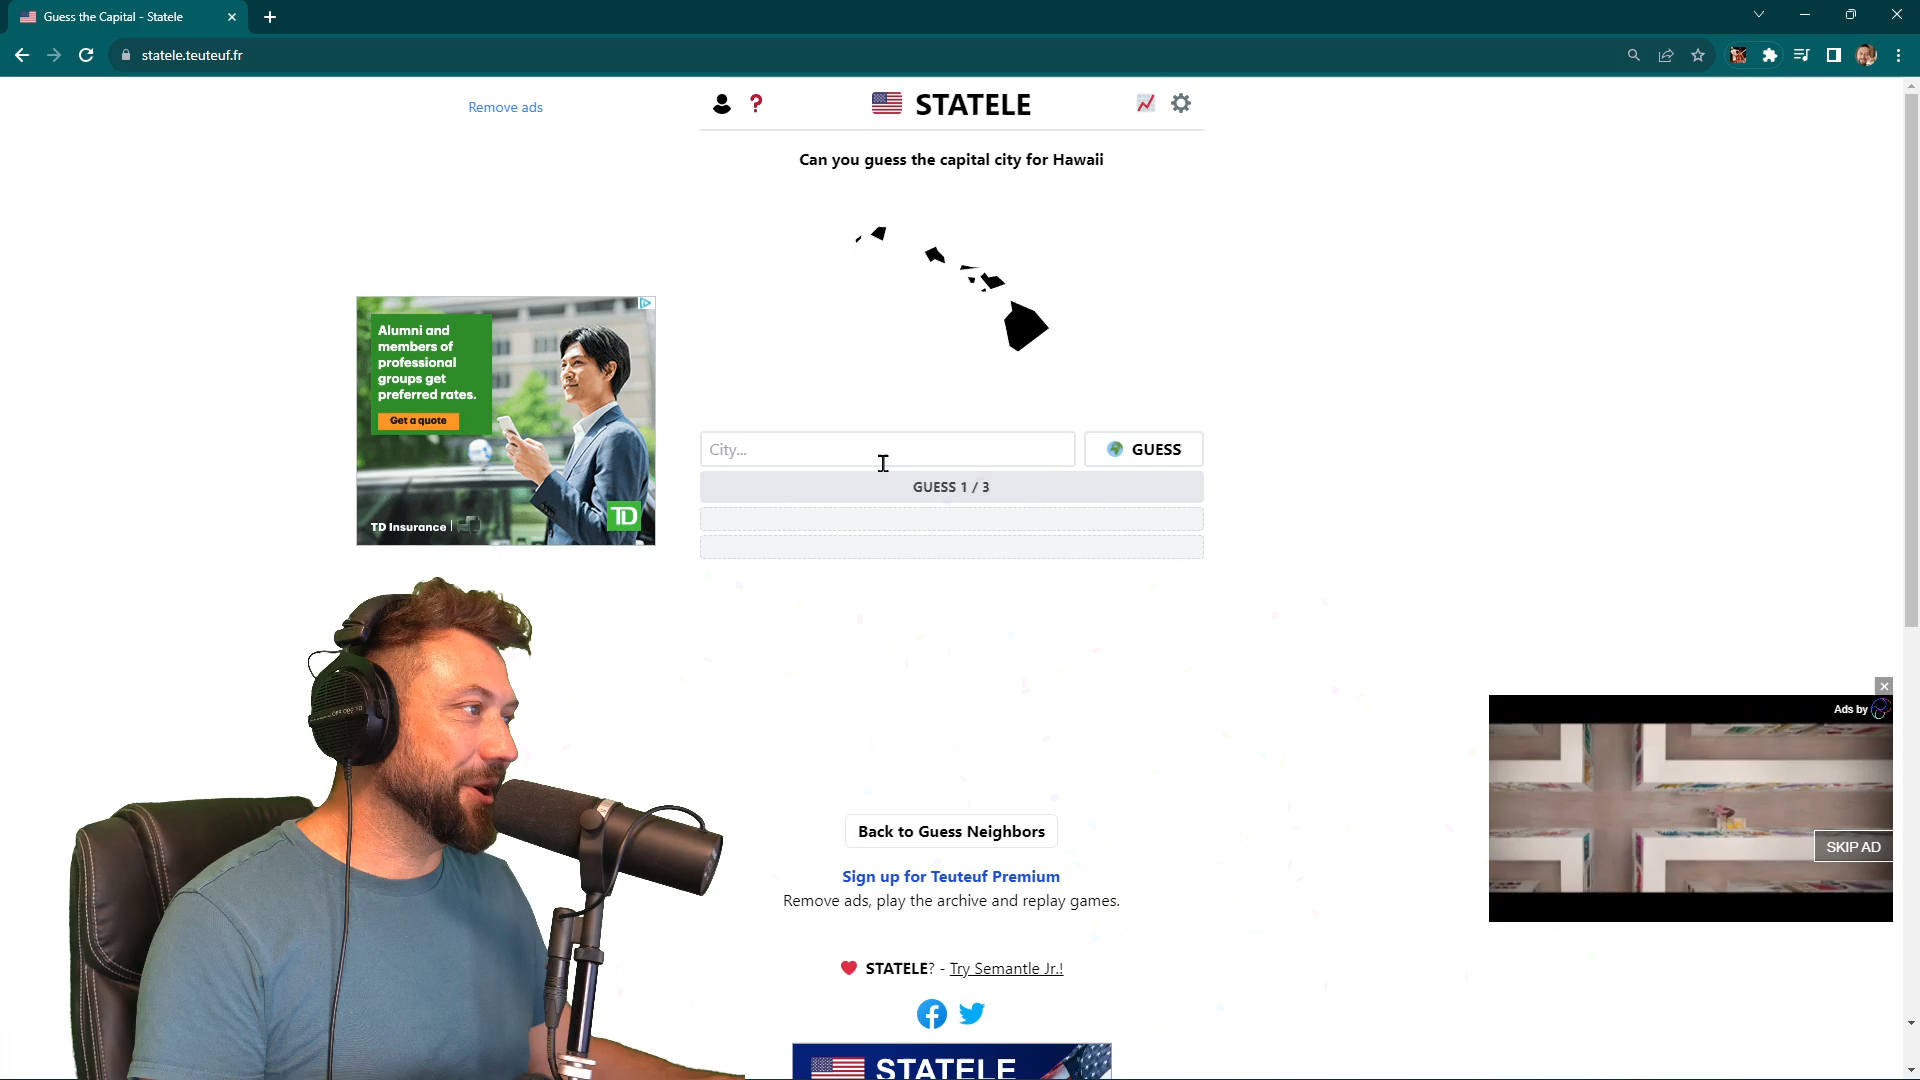 Guess the Capital - Statele
statele.teuteuf.fr
Remove ads
?
STATELE
Can you guess the capital city for Hawaii
Alumni and
members of
professional
groups get
preferred rates.
Get a quote
TD Insurance
TD
City...
GUESS
GUESS 1 / 3
Ads by
SKIP AD
Back to Guess Neighbors
Sign up for Teuteuf Premium
Remove ads, play the archive and replay games.
STATELE? - Try Semantle Jr.!
STATELE